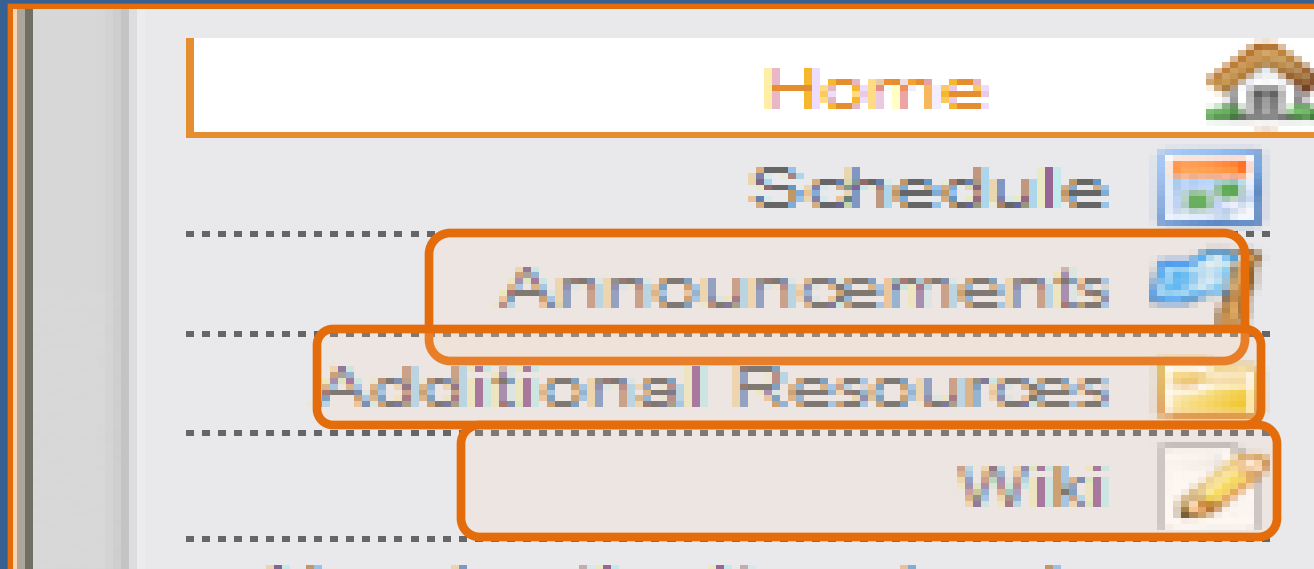 Home
Schedule
Announcements
Additional Resources
Wiki